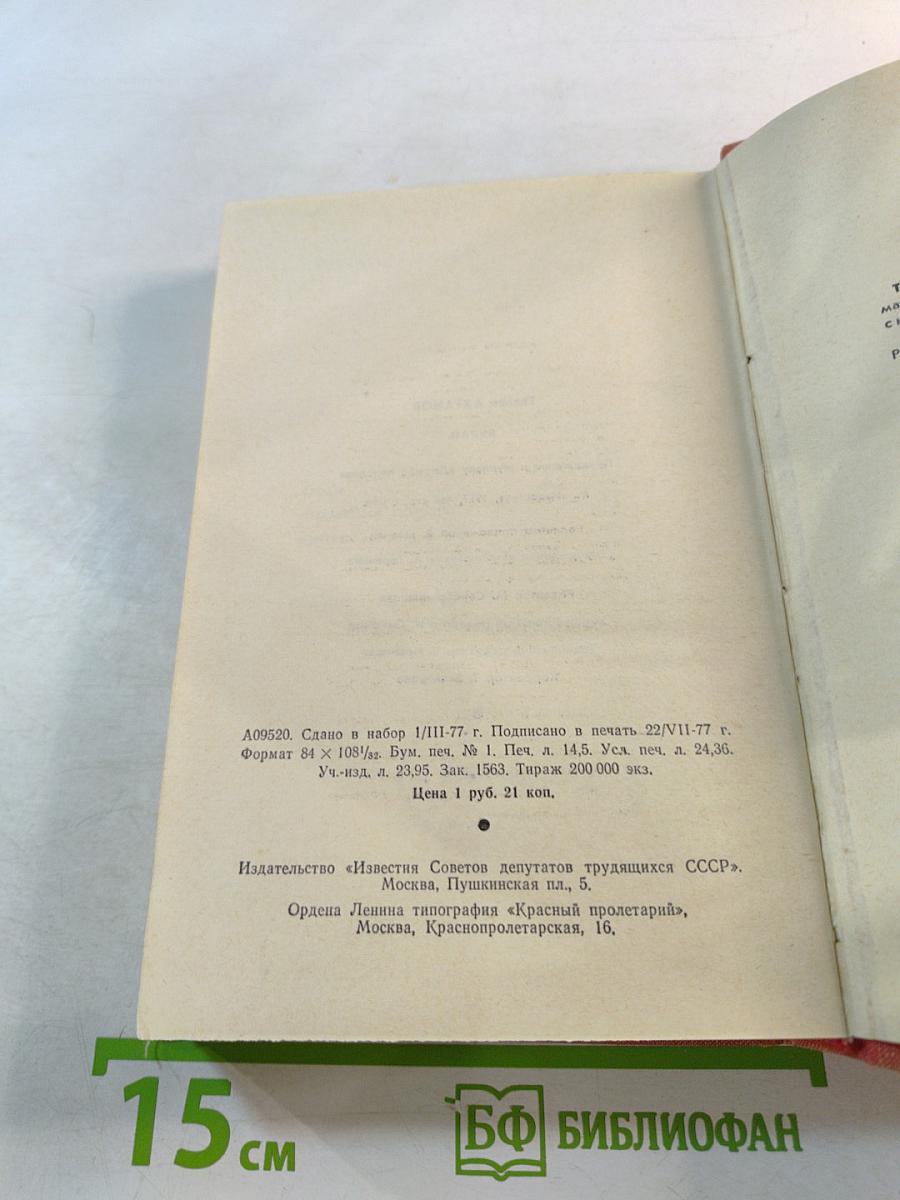 А09520. Сдано в набор 1/III-77 г. Подписано в печать 22/VII-77 г.
Формат 84 × 108¹/₃₂. Бум. печ. № 1. Печ. л. 14,5. Усл. печ. л. 24,36.
Уч.-изд. л. 23,95. Зак. 1563. Тираж 200 000 экз.
Цена 1 руб. 21 коп.
Издательство «Известия Советов депутатов трудящихся СССР».
Москва, Пушкинская пл., 5.
Ордена Ленина типография «Красный пролетарий»,
Москва, Краснопролетарская, 16.
15 см
БФ БИБЛИОФАН